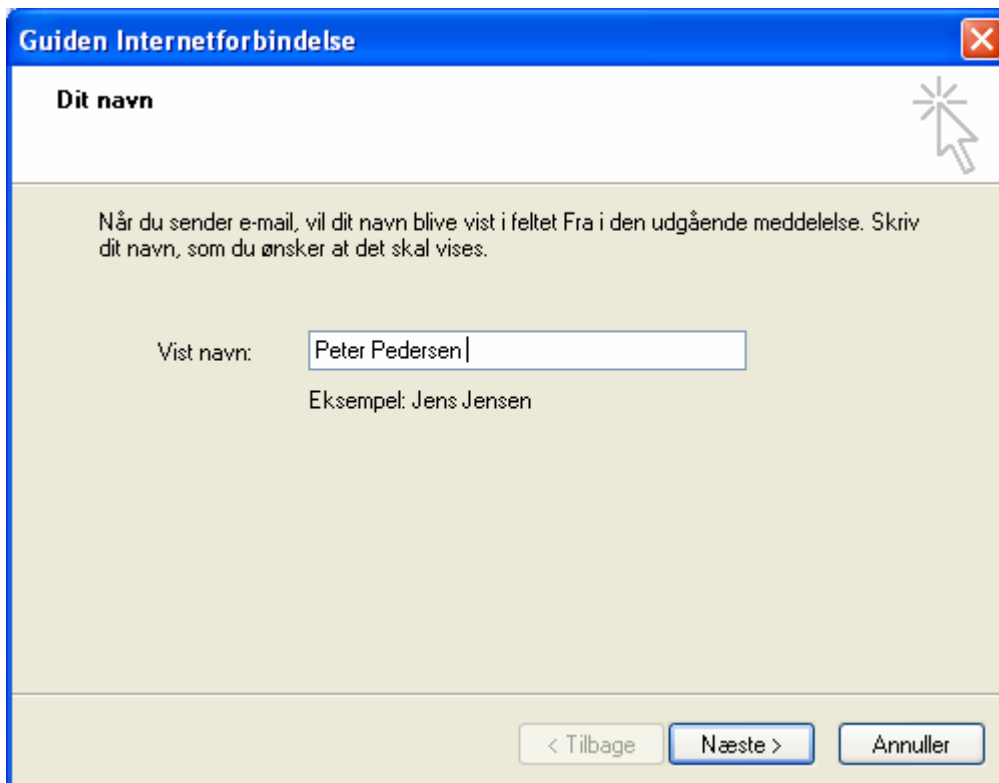 Guiden Internetforbindelse
Dit navn
Når du sender e-mail, vil dit navn blive vist i feltet Fra i den udgående meddelelse. Skriv
dit navn, som du ønsker at det skal vises.
Vist navn: Peter Pedersen
Eksempel: Jens Jensen
< Tilbage Næste > Annuller